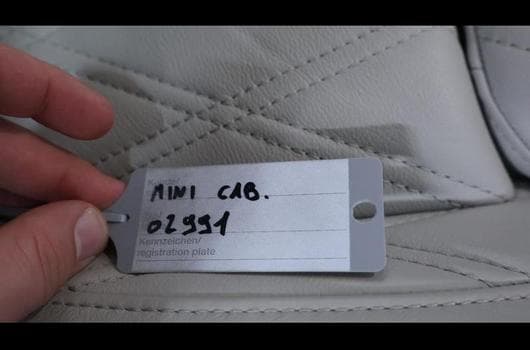 MINI CAB.
02991
Kennzeichen/
registration plate